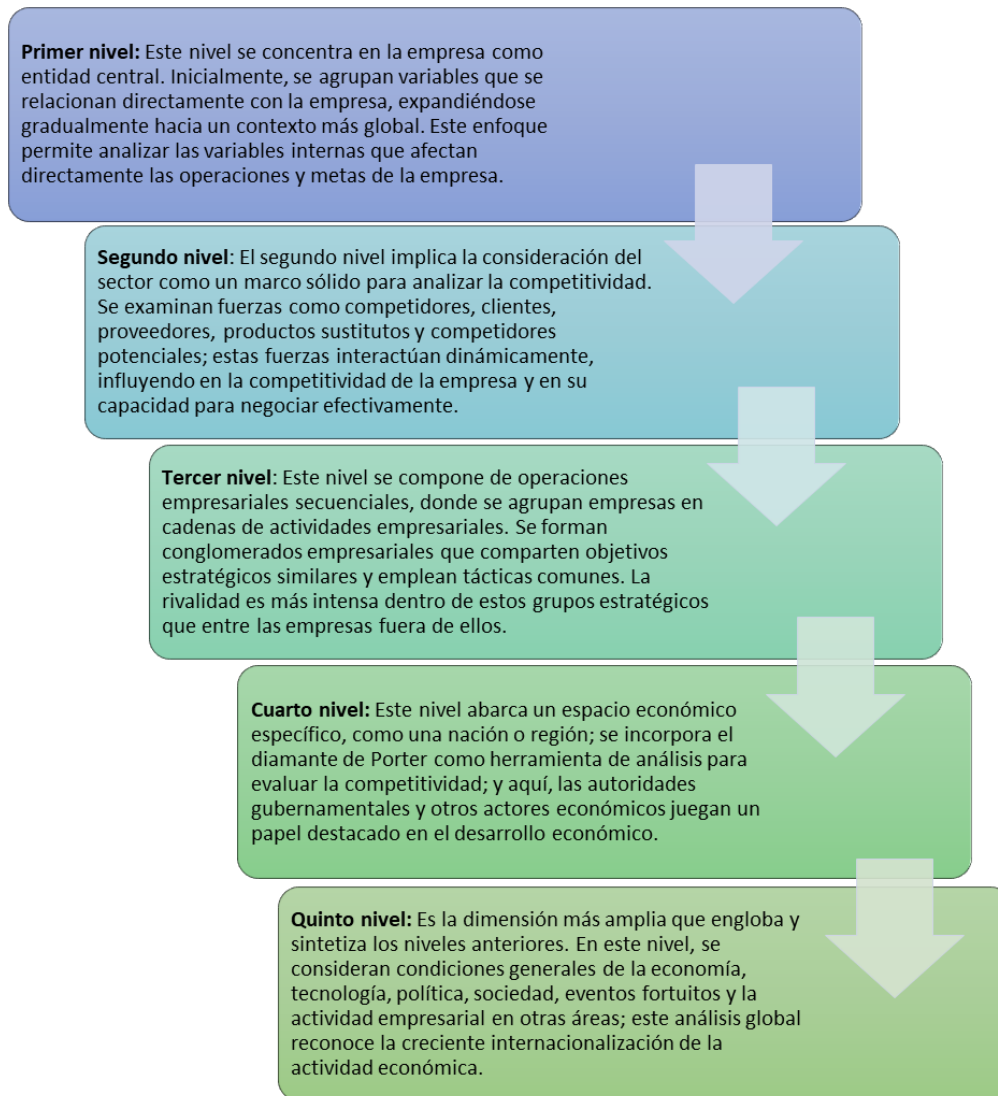 Primer nivel: Este nivel se concentra en la empresa como
entidad central. Inicialmente, se agrupan variables que se
relacionan directamente con la empresa, expandiéndose
gradualmente hacia un contexto más global. Este enfoque
permite analizar las variables internas que afectan
directamente las operaciones y metas de la empresa.
Segundo nivel: El segundo nivel implica la consideración del
sector como un marco sólido para analizar la competitividad.
Se examinan fuerzas como competidores, clientes,
proveedores, productos sustitutos y competidores
potenciales; estas fuerzas interactúan dinámicamente,
influyendo en la competitividad de la empresa y en su
capacidad para negociar efectivamente.
Tercer nivel: Este nivel se compone de operaciones
empresariales secuenciales, donde se agrupan empresas en
cadenas de actividades empresariales. Se forman
conglomerados empresariales que comparten objetivos
estratégicos similares y emplean tácticas comunes. La
rivalidad es más intensa dentro de estos grupos estratégicos
que entre las empresas fuera de ellos.
Cuarto nivel: Este nivel abarca un espacio económico
específico, como una nación o región; se incorpora el
diamante de Porter como herramienta de análisis para
evaluar la competitividad; y aquí, las autoridades
gubernamentales y otros actores económicos juegan un
papel destacado en el desarrollo económico.
Quinto nivel: Es la dimensión más amplia que engloba y
sintetiza los niveles anteriores. En este nivel, se
consideran condiciones generales de la economía,
tecnología, política, sociedad, eventos fortuitos y la
actividad empresarial en otras áreas; este análisis global
reconoce la creciente internacionalización de la
actividad económica.